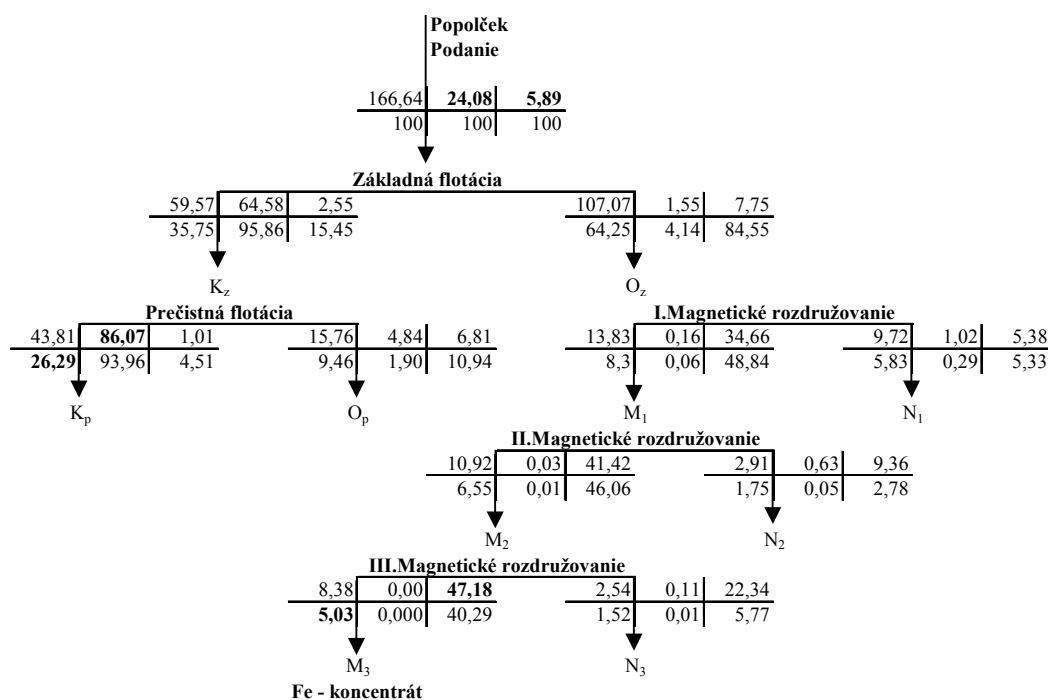 Popolček
Podanie
166,64 24,08 5,89
100 100 100
Základná flotácia
59,57 64,58 2,55 107,07 1,55 7,75
35,75 95,86 15,45 64,25 4,14 84,55
Kz Oz
Prečistná flotácia I.Magnetické rozdružovanie
43,81 86,07 1,01 15,76 4,84 6,81 13,83 0,16 34,66 9,72 1,02 5,38
26,29 93,96 4,51 9,46 1,90 10,94 8,3 0,06 48,84 5,83 0,29 5,33
Kp Op M1 N1
II.Magnetické rozdružovanie
10,92 0,03 41,42 2,91 0,63 9,36
6,55 0,01 46,06 1,75 0,05 2,78
M2 N2
III.Magnetické rozdružovanie
8,38 0,00 47,18 2,54 0,11 22,34
5,03 0,000 40,29 1,52 0,01 5,77
M3 N3
Fe - koncentrát